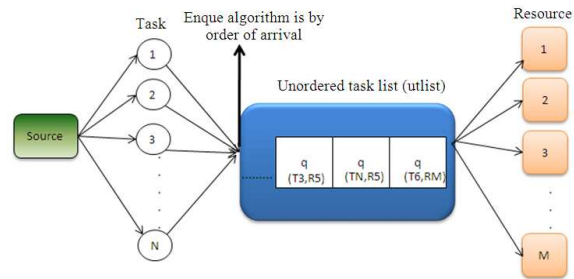 Enque algorithm is by
order of arrival
Task
Resource
Source
1
2
3
N
Unordered task list (utlist)
q
(T3,R5)
q
(TN,R5)
q
(T6,RM)
1
2
3
M